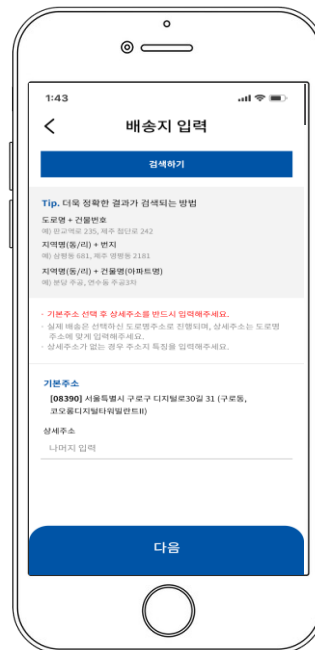 1:43
배송지 입력
검색하기
Tip. 더욱 정확한 결과가 검색되는 방법
도로명 + 건물번호
예) 판교역로 235, 제주 첨단로 242
지역명(동/리) + 번지
예) 삼평동 681, 제주 영평동 2181
지역명(동/리) + 건물명(아파트명)
예) 분당 주공, 연수동 주공3차
- 기본주소 선택 후 상세주소를 반드시 입력해주세요.
- 실제 배송은 선택하신 도로명주소로 진행되며, 상세주소는 도로명
주소에 맞게 입력해주세요.
- 상세주소가 없는 경우 주소지 특징을 입력해주세요.
기본주소
[08390] 서울특별시 구로구 디지털로30길 31 (구로동,
코오롱디지털타워빌란트II)
상세주소
나머지 입력
다음